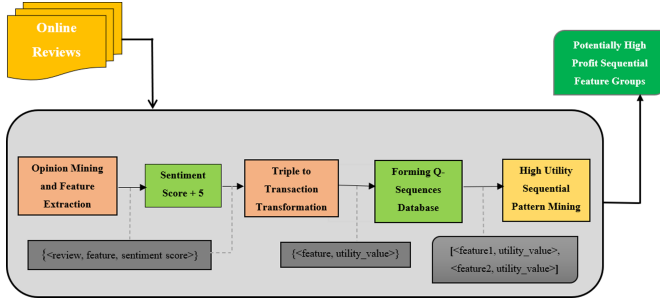 Online
Reviews
Potentially High
Profit Sequential
Feature Groups
Opinion Mining
and Feature
Extraction
Sentiment
Score + 5
Triple to
Transaction
Transformation
Forming Q-
Sequences
Database
High Utility
Sequential
Pattern Mining
{<review, feature, sentiment score>}
{<feature, utility_value>}
[<feature1, utility_value>,
<feature2, utility_value>]